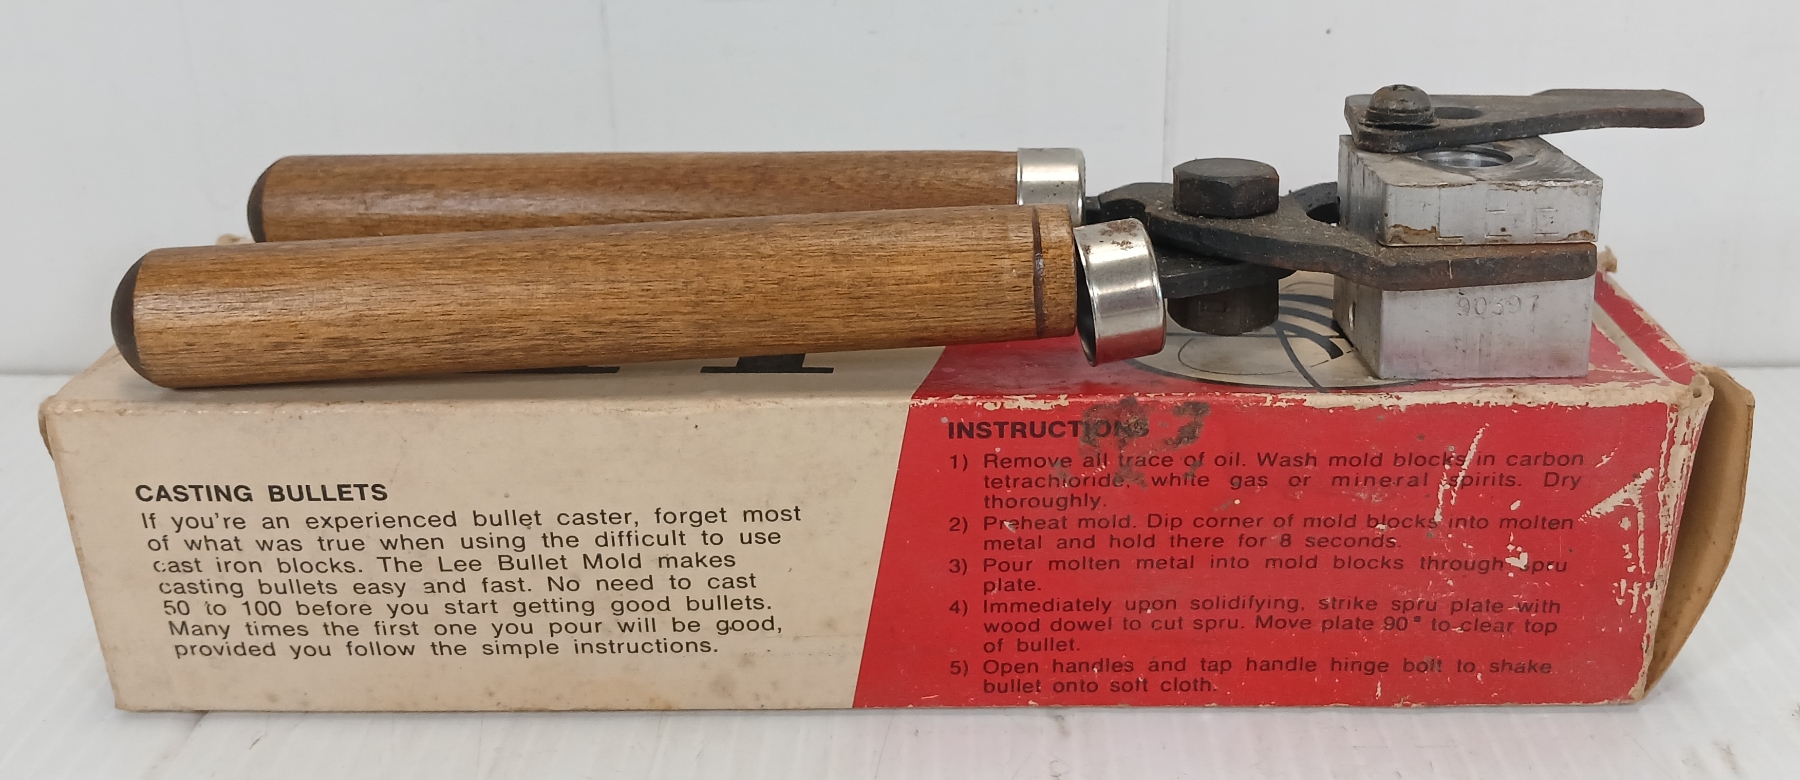 LEE
90397
CASTING BULLETS
If you're an experienced bullet caster, forget most
of what was true when using the difficult to use
cast iron blocks. The Lee Bullet Mold makes
casting bullets easy and fast. No need to cast
50 to 100 before you start getting good bullets.
Many times the first one you pour will be good,
provided you follow the simple instructions.
INSTRUCTIONS
1) Remove all trace of oil. Wash mold blocks in carbon
tetrachloride, white gas or mineral spirits. Dry
thoroughly.
2) Preheat mold. Dip corner of mold blocks into molten
metal and hold there for 8 seconds.
3) Pour molten metal into mold blocks through spru
plate.
4) Immediately upon solidifying, strike spru plate with
wood dowel to cut spru. Move plate 90° to clear top
of bullet.
5) Open handles and tap handle hinge bolt to shake
bullet onto soft cloth.